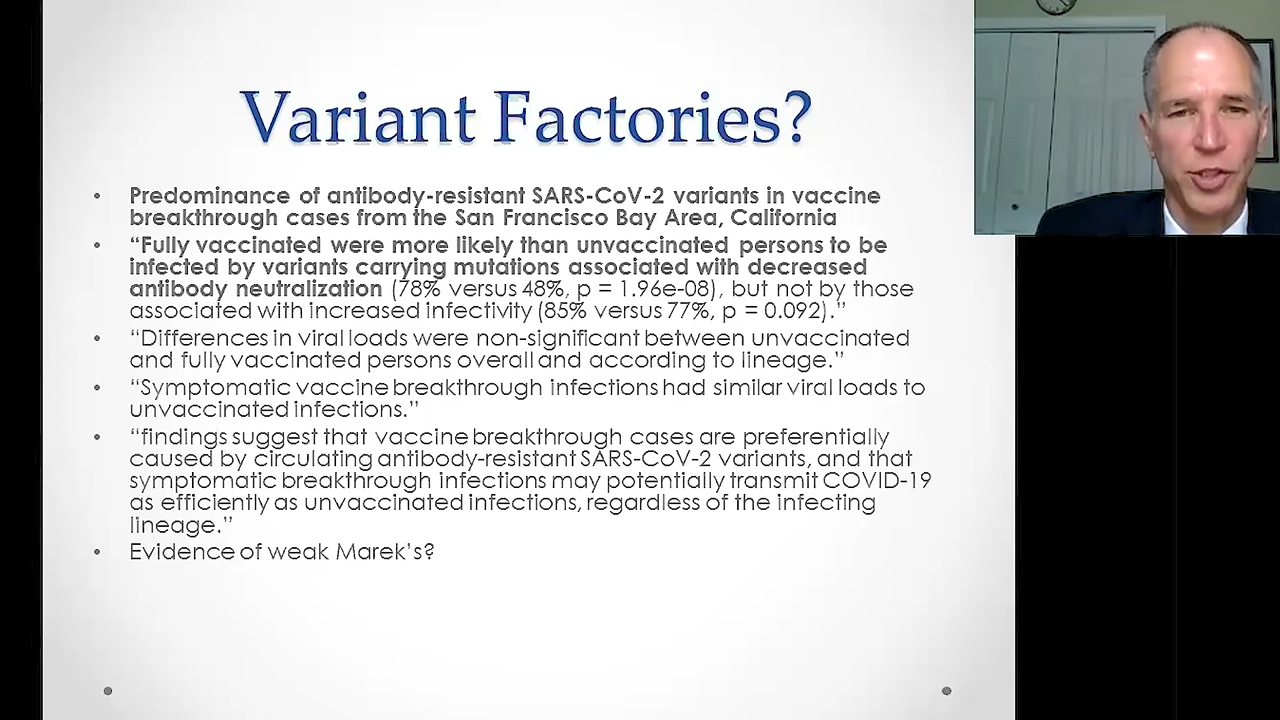 Variant Factories?
• Predominance of antibody-resistant SARS-CoV-2 variants in vaccine
breakthrough cases from the San Francisco Bay Area, California
• “Fully vaccinated were more likely than unvaccinated persons to be
infected by variants carrying mutations associated with decreased
antibody neutralization (78% versus 48%, p = 1.96e-08), but not by those
associated with increased infectivity (85% versus 77%, p = 0.092).”
• “Differences in viral loads were non-significant between unvaccinated
and fully vaccinated persons overall and according to lineage.”
• “Symptomatic vaccine breakthrough infections had similar viral loads to
unvaccinated infections.”
• “findings suggest that vaccine breakthrough cases are preferentially
caused by circulating antibody-resistant SARS-CoV-2 variants, and that
symptomatic breakthrough infections may potentially transmit COVID-19
as efficiently as unvaccinated infections, regardless of the infecting
lineage.”
• Evidence of weak Marek’s?